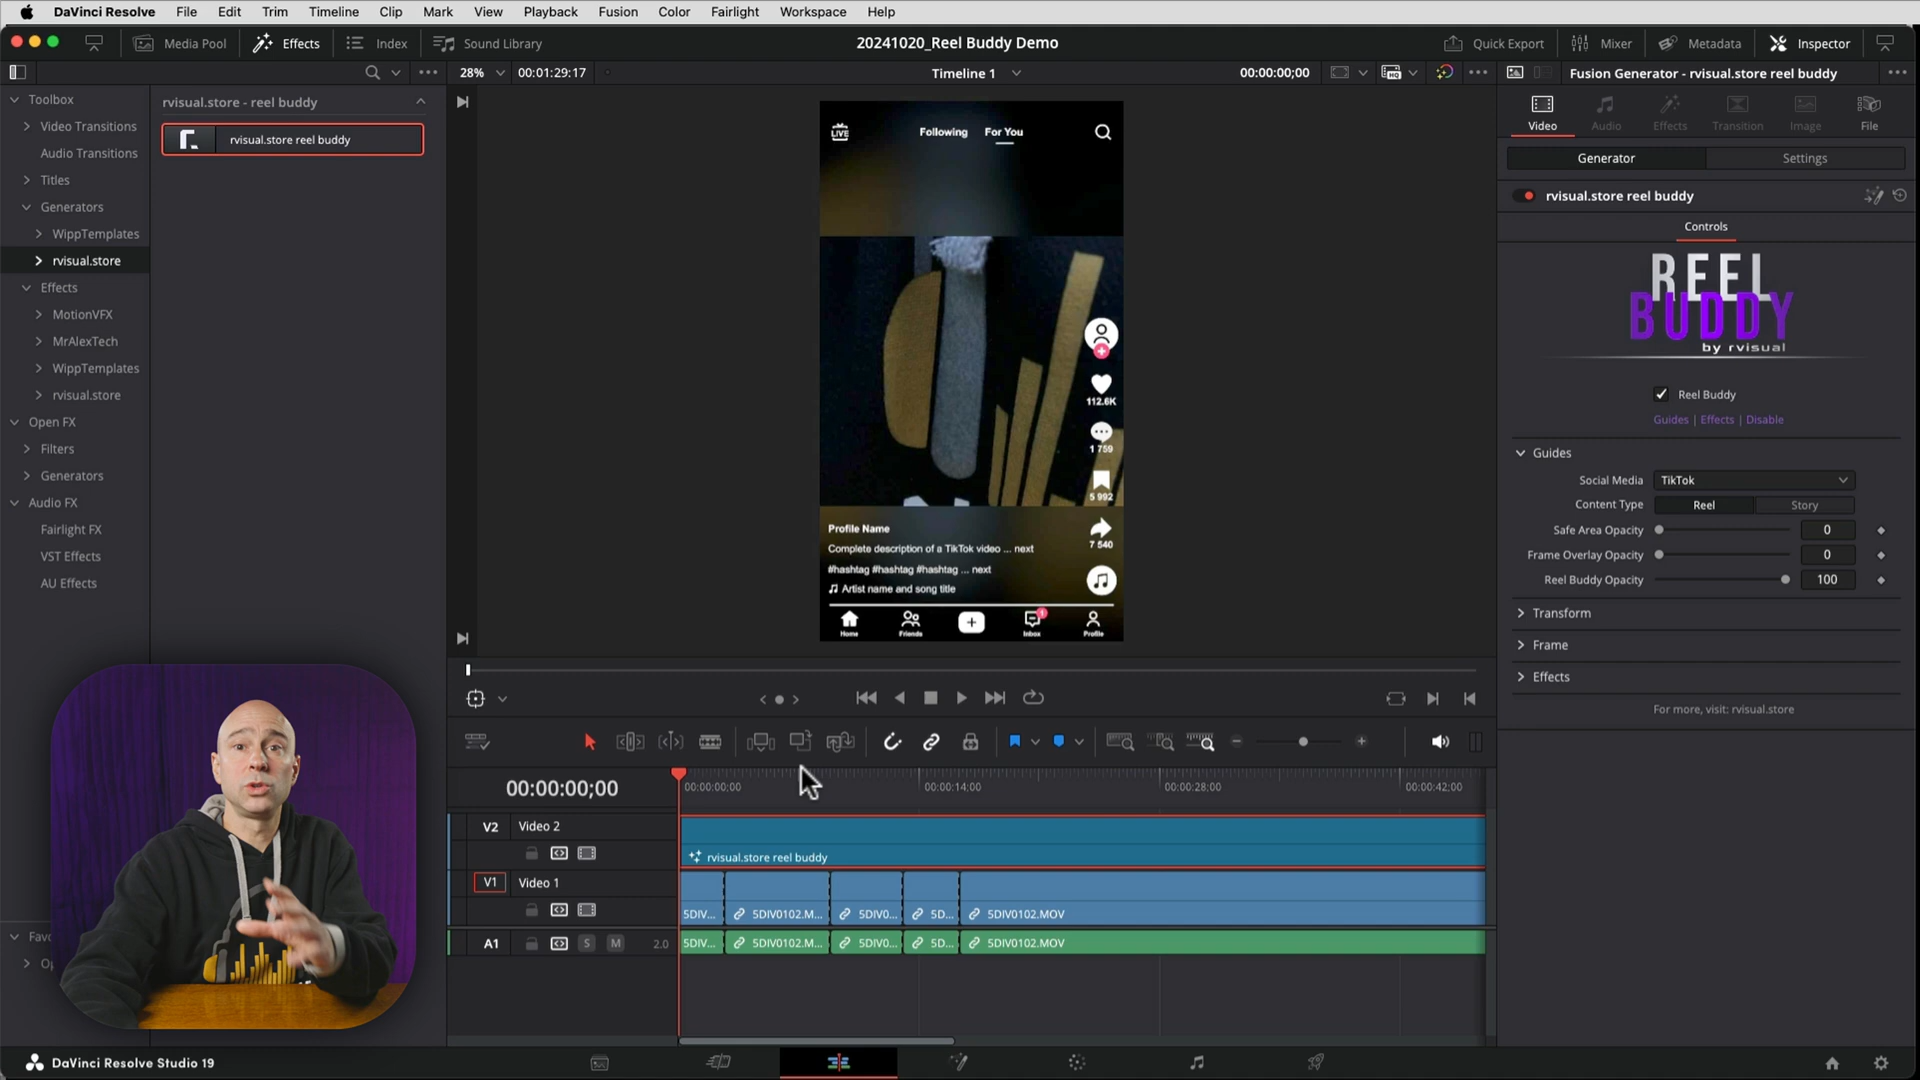 DaVinci Resolve File Edit Trim Timeline Clip Mark View Playback Fusion Color Fairlight Workspace Help
Media Pool Effects Index Sound Library 20241020_Reel Buddy Demo Quick Export Mixer Metadata Inspector
28% 00:01:29:17 Timeline 1 00:00:00;00 Fusion Generator - rvisual.store reel buddy
Toolbox
Video Transitions
Audio Transitions
Titles
Generators
WippTemplates
rvisual.store
Effects
MotionVFX
MrAlexTech
WippTemplates
rvisual.store
Open FX
Filters
Generators
Audio FX
Fairlight FX
VST Effects
AU Effects
Favo
Op
rvisual.store - reel buddy
rvisual.store reel buddy
LIVE Following For You
112.6K
1 759
5 992
7 540
Profile Name
Complete description of a TikTok video ... next
#hashtag #hashtag #hashtag ... next
Artist name and song title
Home Friends Inbox 1 Profile
Video Audio Effects Transition Image File
Generator Settings
rvisual.store reel buddy
Controls
REEL
BUDDY
by rvisual
Reel Buddy
Guides | Effects | Disable
Guides
Social Media TikTok
Content Type Reel Story
Safe Area Opacity 0
Frame Overlay Opacity 0
Reel Buddy Opacity 100
Transform
Frame
Effects
For more, visit: rvisual.store
00:00:00;00 00:00:00;00 00:00:14;00 00:00:28;00 00:00:42;00
V2 Video 2
rvisual.store reel buddy
V1 Video 1
5DIV... 5DIV0102.M... 5DIV0... 5D... 5DIV0102.MOV
A1 S M 2.0 5DIV... 5DIV0102.M... 5DIV0... 5D... 5DIV0102.MOV
DaVinci Resolve Studio 19